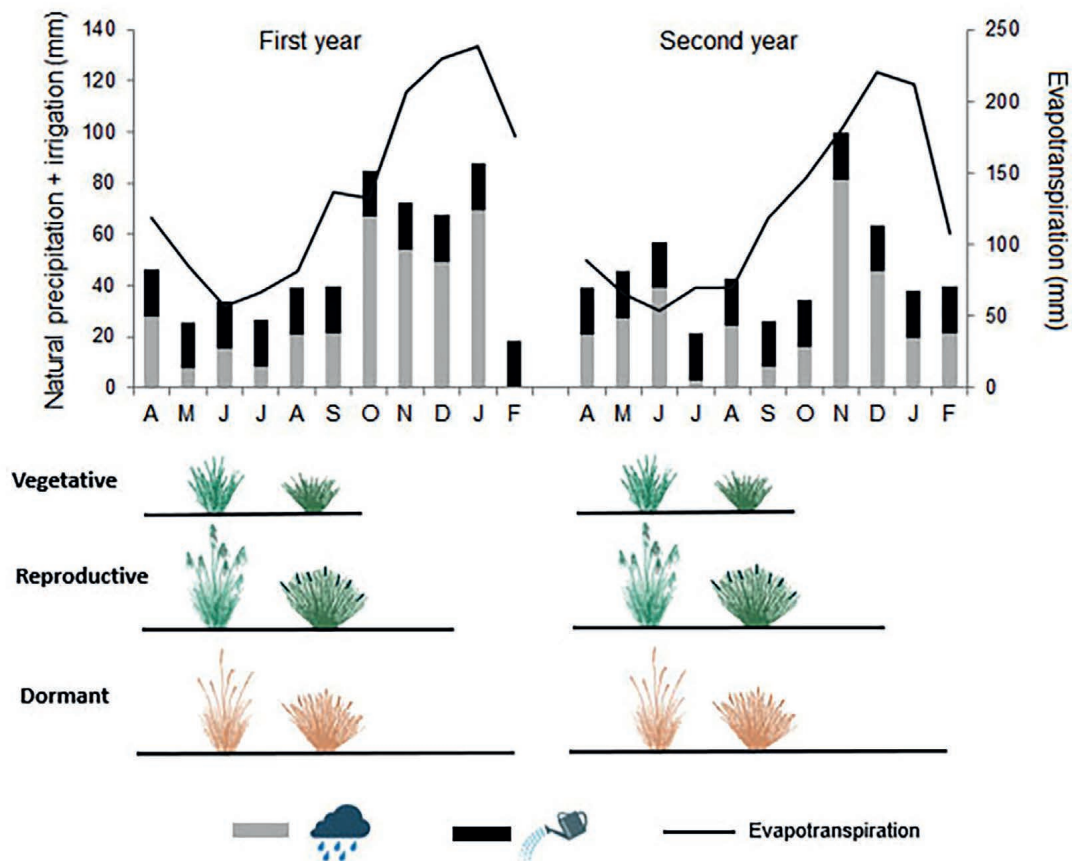 First year
Second year
Natural precipitation + irrigation (mm)
140
120
100
80
60
40
20
0
250
200
150
100
50
0
Evapotranspiration (mm)
A M J J A S O N D J F
A M J J A S O N D J F
Vegetative
Reproductive
Dormant
Evapotranspiration